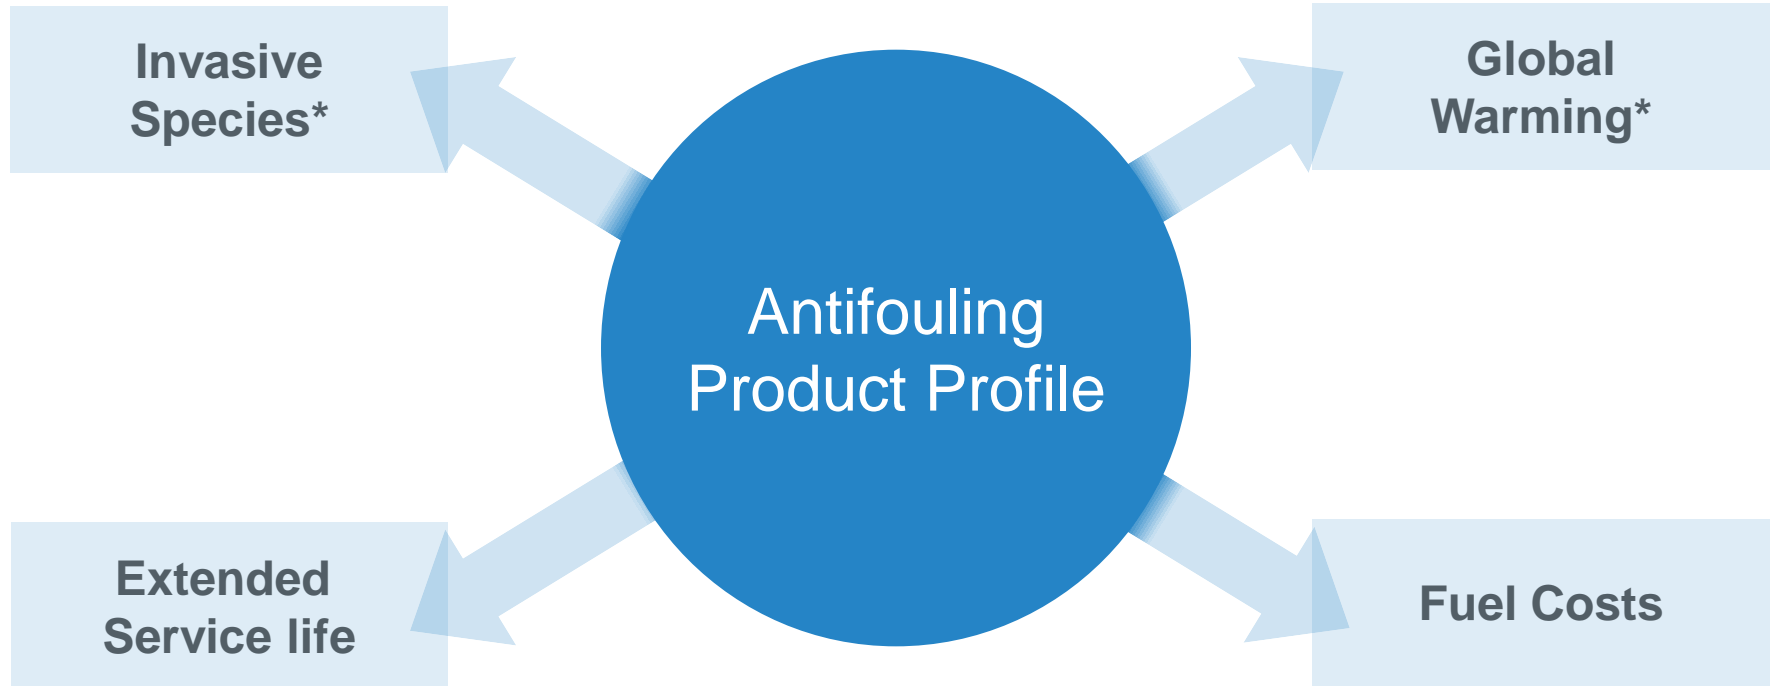 Invasive
Species*
Global
Warming*
Antifouling
Product Profile
Extended
Service life
Fuel Costs